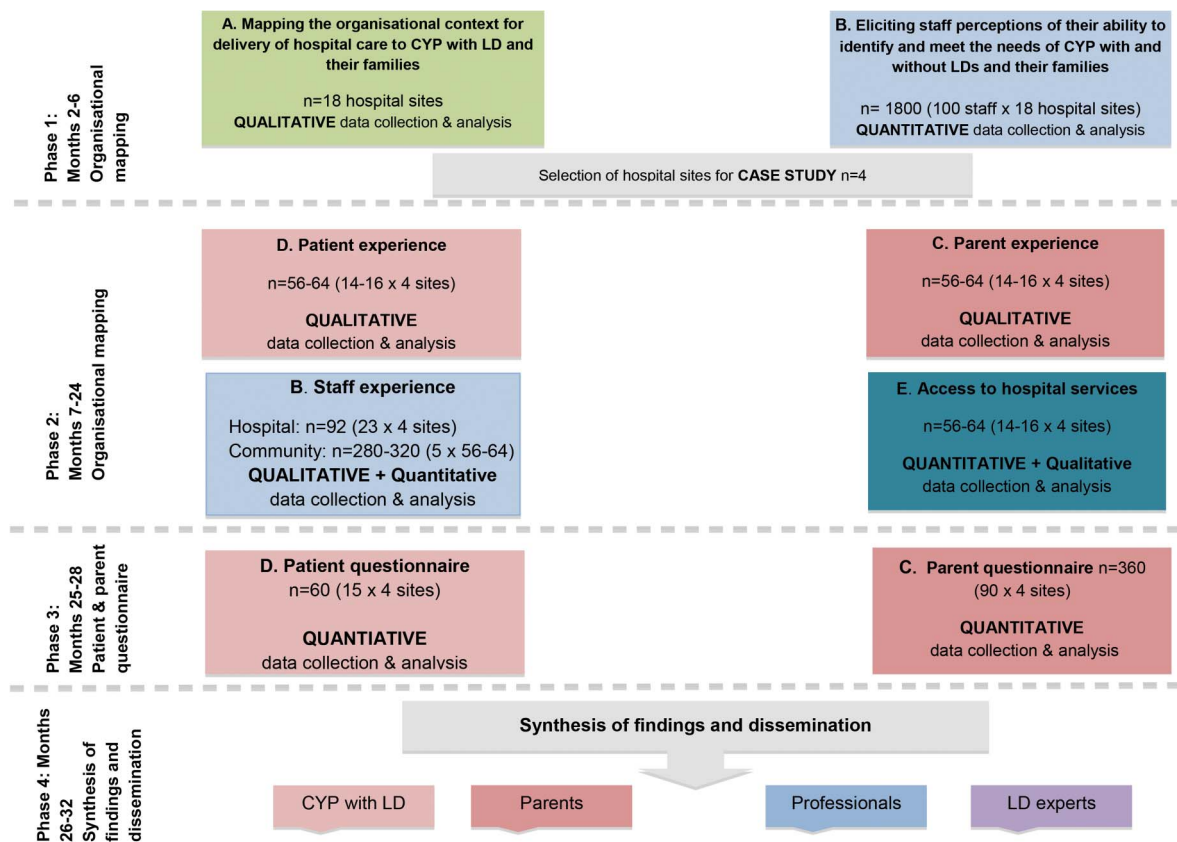 Phase 1:
Months 2-6
Organisational
mapping
A. Mapping the organisational context for
delivery of hospital care to CYP with LD and
their families
n=18 hospital sites
QUALITATIVE data collection & analysis
B. Eliciting staff perceptions of their ability to
identify and meet the needs of CYP with and
without LDs and their families
n= 1800 (100 staff x 18 hospital sites)
QUANTITATIVE data collection & analysis
Selection of hospital sites for CASE STUDY n=4
Phase 2:
Months 7-24
Organisational mapping
D. Patient experience
n=56-64 (14-16 x 4 sites)
QUALITATIVE
data collection & analysis
C. Parent experience
n=56-64 (14-16 x 4 sites)
QUALITATIVE
data collection & analysis
B. Staff experience
Hospital: n=92 (23 x 4 sites)
Community: n=280-320 (5 x 56-64)
QUALITATIVE + Quantitative
data collection & analysis
E. Access to hospital services
n=56-64 (14-16 x 4 sites)
QUANTITATIVE + Qualitative
data collection & analysis
Phase 3:
Months 25-28
Patient & parent
questionnaire
D. Patient questionnaire
n=60 (15 x 4 sites)
QUANTIATIVE
data collection & analysis
C. Parent questionnaire n=360
(90 x 4 sites)
QUANTITATIVE
data collection & analysis
Phase 4: Months
26-32
Synthesis of
findings and
dissemination
Synthesis of findings and dissemination
CYP with LD
Parents
Professionals
LD experts